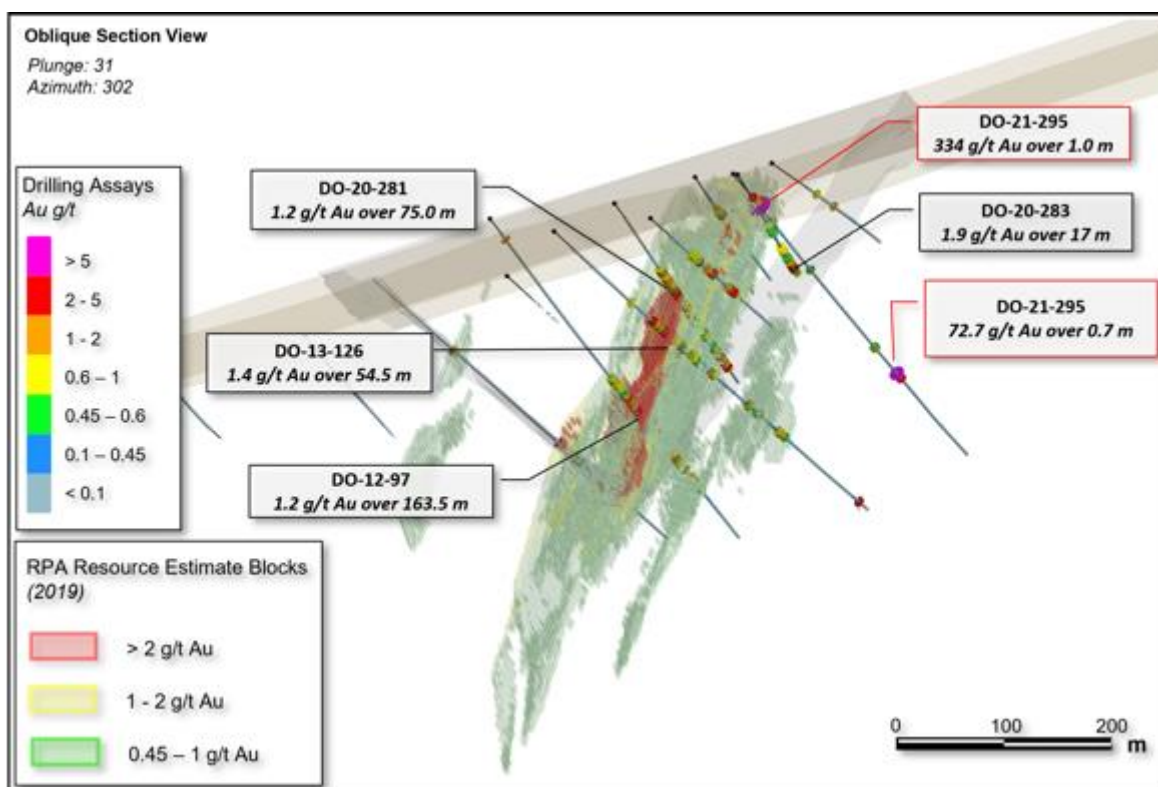 Oblique Section View
Plunge: 31
Azimuth: 302
Drilling Assays
Au g/t
> 5
2 - 5
1 - 2
0.6 – 1
0.45 – 0.6
0.1 – 0.45
< 0.1
RPA Resource Estimate Blocks
(2019)
> 2 g/t Au
1 - 2 g/t Au
0.45 – 1 g/t Au
DO-20-281
1.2 g/t Au over 75.0 m
DO-13-126
1.4 g/t Au over 54.5 m
DO-12-97
1.2 g/t Au over 163.5 m
DO-21-295
334 g/t Au over 1.0 m
DO-20-283
1.9 g/t Au over 17 m
DO-21-295
72.7 g/t Au over 0.7 m
0 100 200
m